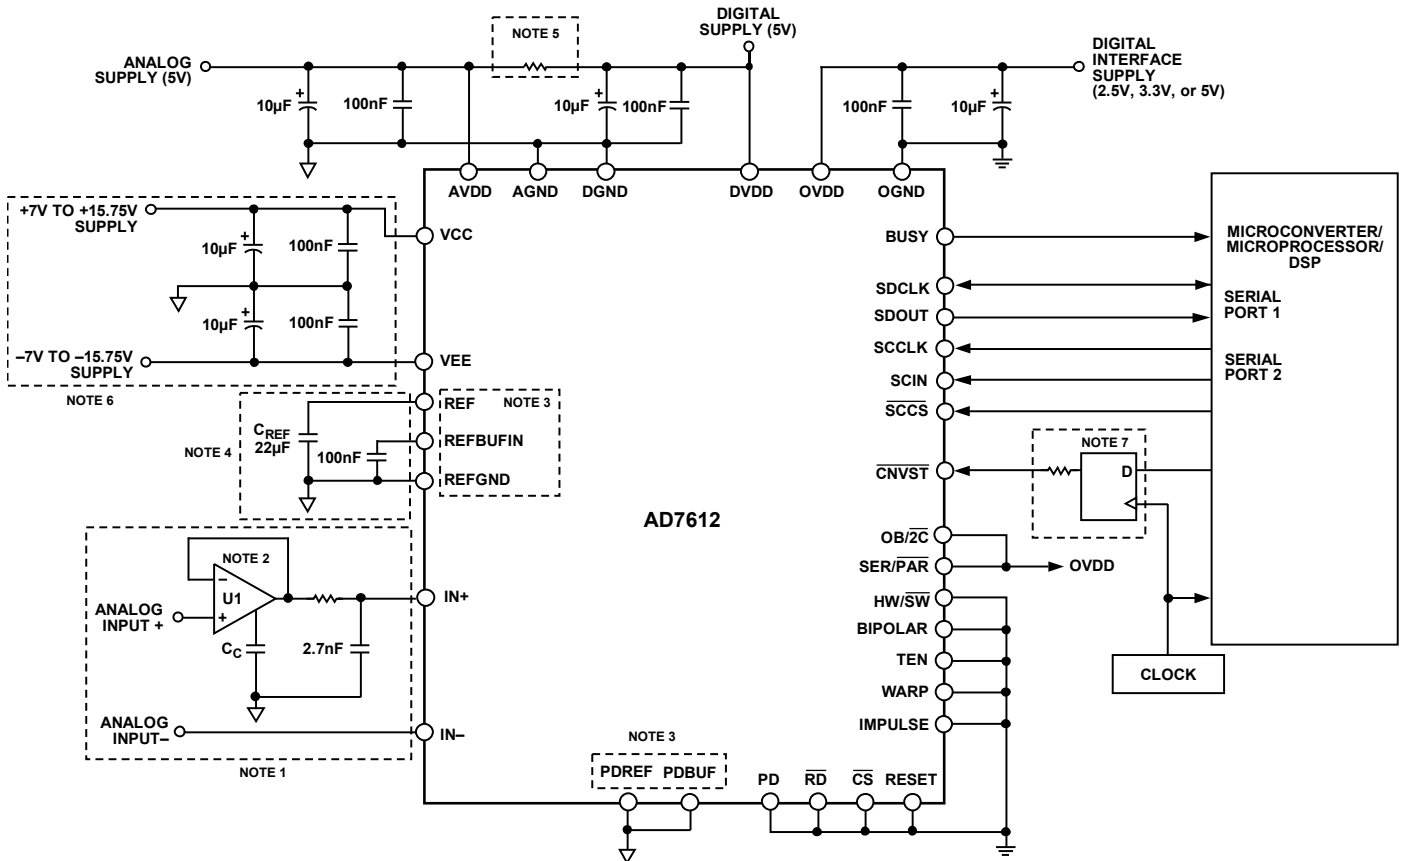 DIGITAL
SUPPLY (5V)
NOTE 5
ANALOG
SUPPLY (5V)
DIGITAL
INTERFACE
SUPPLY
(2.5V, 3.3V, or 5V)
10µF
+
100nF
10µF
+
100nF
100nF
10µF
+
AVDD
AGND
DGND
DVDD
OVDD
OGND
+7V TO +15.75V
SUPPLY
10µF
+
100nF
10µF
+
100nF
–7V TO –15.75V
SUPPLY
NOTE 6
VCC
VEE
REF
NOTE 3
REFBUFIN
REFGND
CREF
22µF
100nF
NOTE 4
AD7612
NOTE 2
–
U1
+
ANALOG
INPUT +
CC
2.7nF
IN+
ANALOG
INPUT–
IN–
NOTE 1
BUSY
SDCLK
SDOUT
SCCLK
SCIN
SCCS
CNVST
OB/2C
SER/PAR
OVDD
HW/SW
BIPOLAR
TEN
WARP
IMPULSE
MICROCONVERTER/
MICROPROCESSOR/
DSP
SERIAL
PORT 1
SERIAL
PORT 2
NOTE 7
D
CLOCK
NOTE 3
PDREF PDBUF
PD
RD
CS
RESET